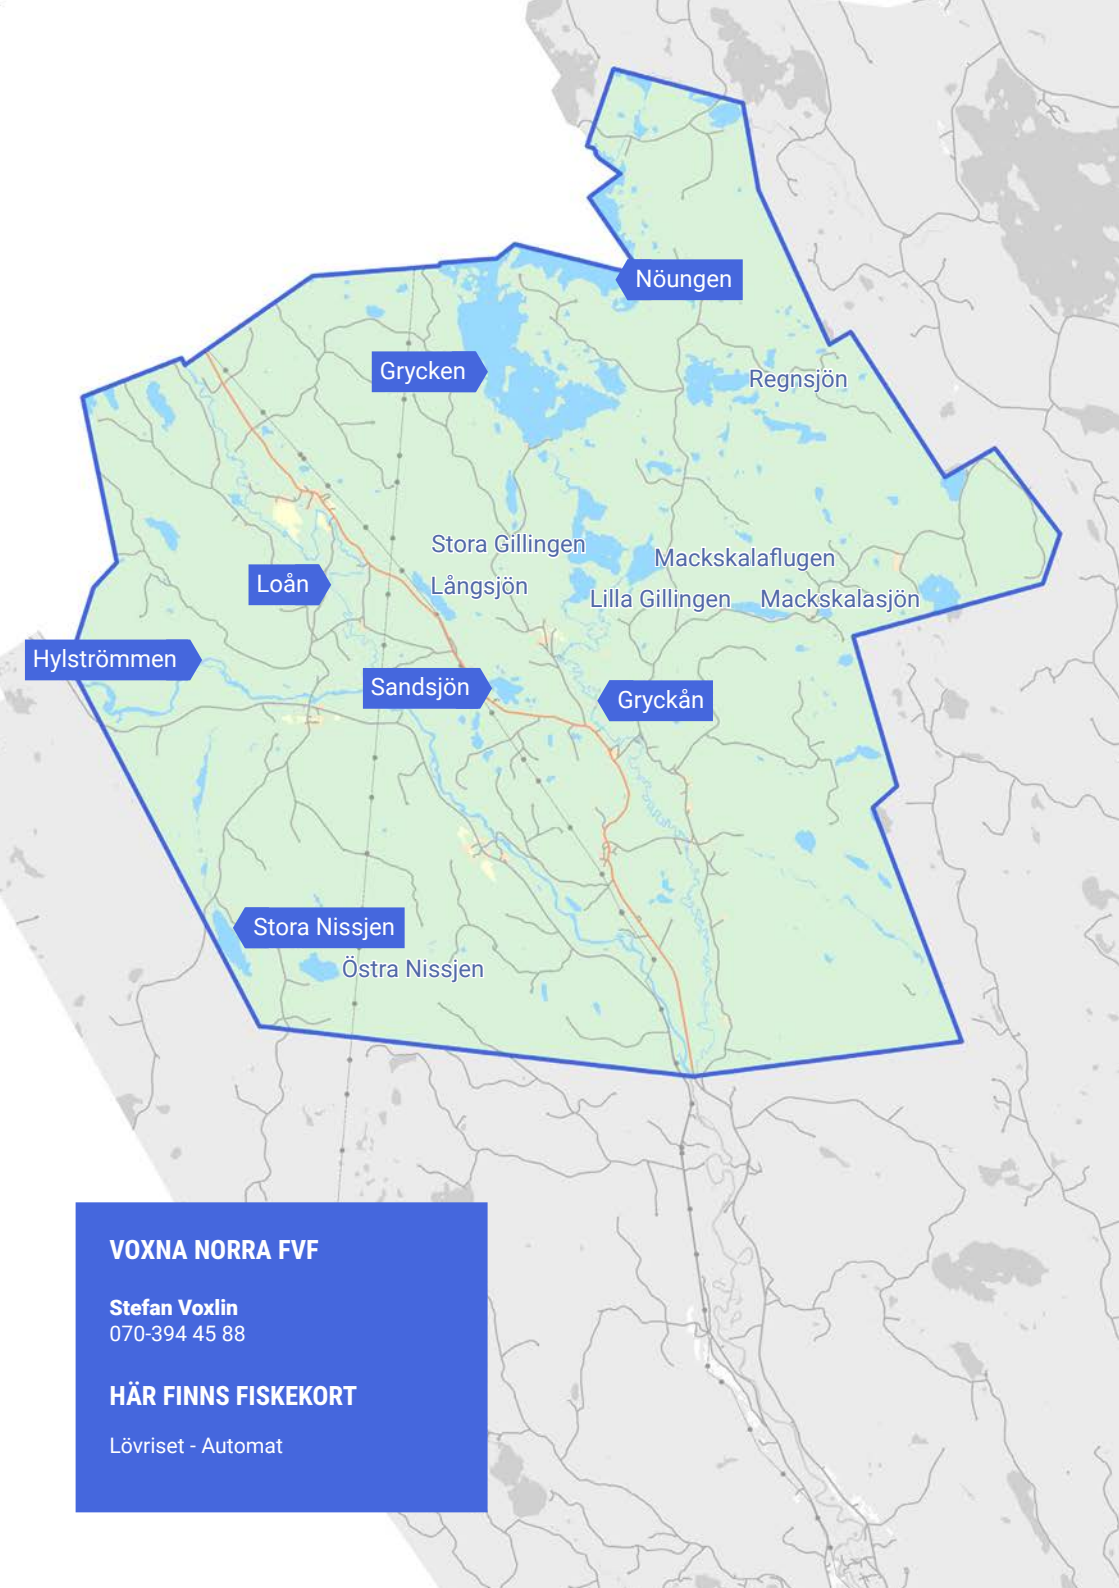 Nöungen
Grycken
Regnsjön
Stora Gillingen
Mackskalaflugen
Loån
Långsjön
Lilla Gillingen
Mackskalasjön
Hylströmmen
Sandsjön
Gryckån
Stora Nissjen
Östra Nissjen
VOXNA NORRA FVF
Stefan Voxlin
070-394 45 88
HÄR FINNS FISKEKORT
Lövriset - Automat